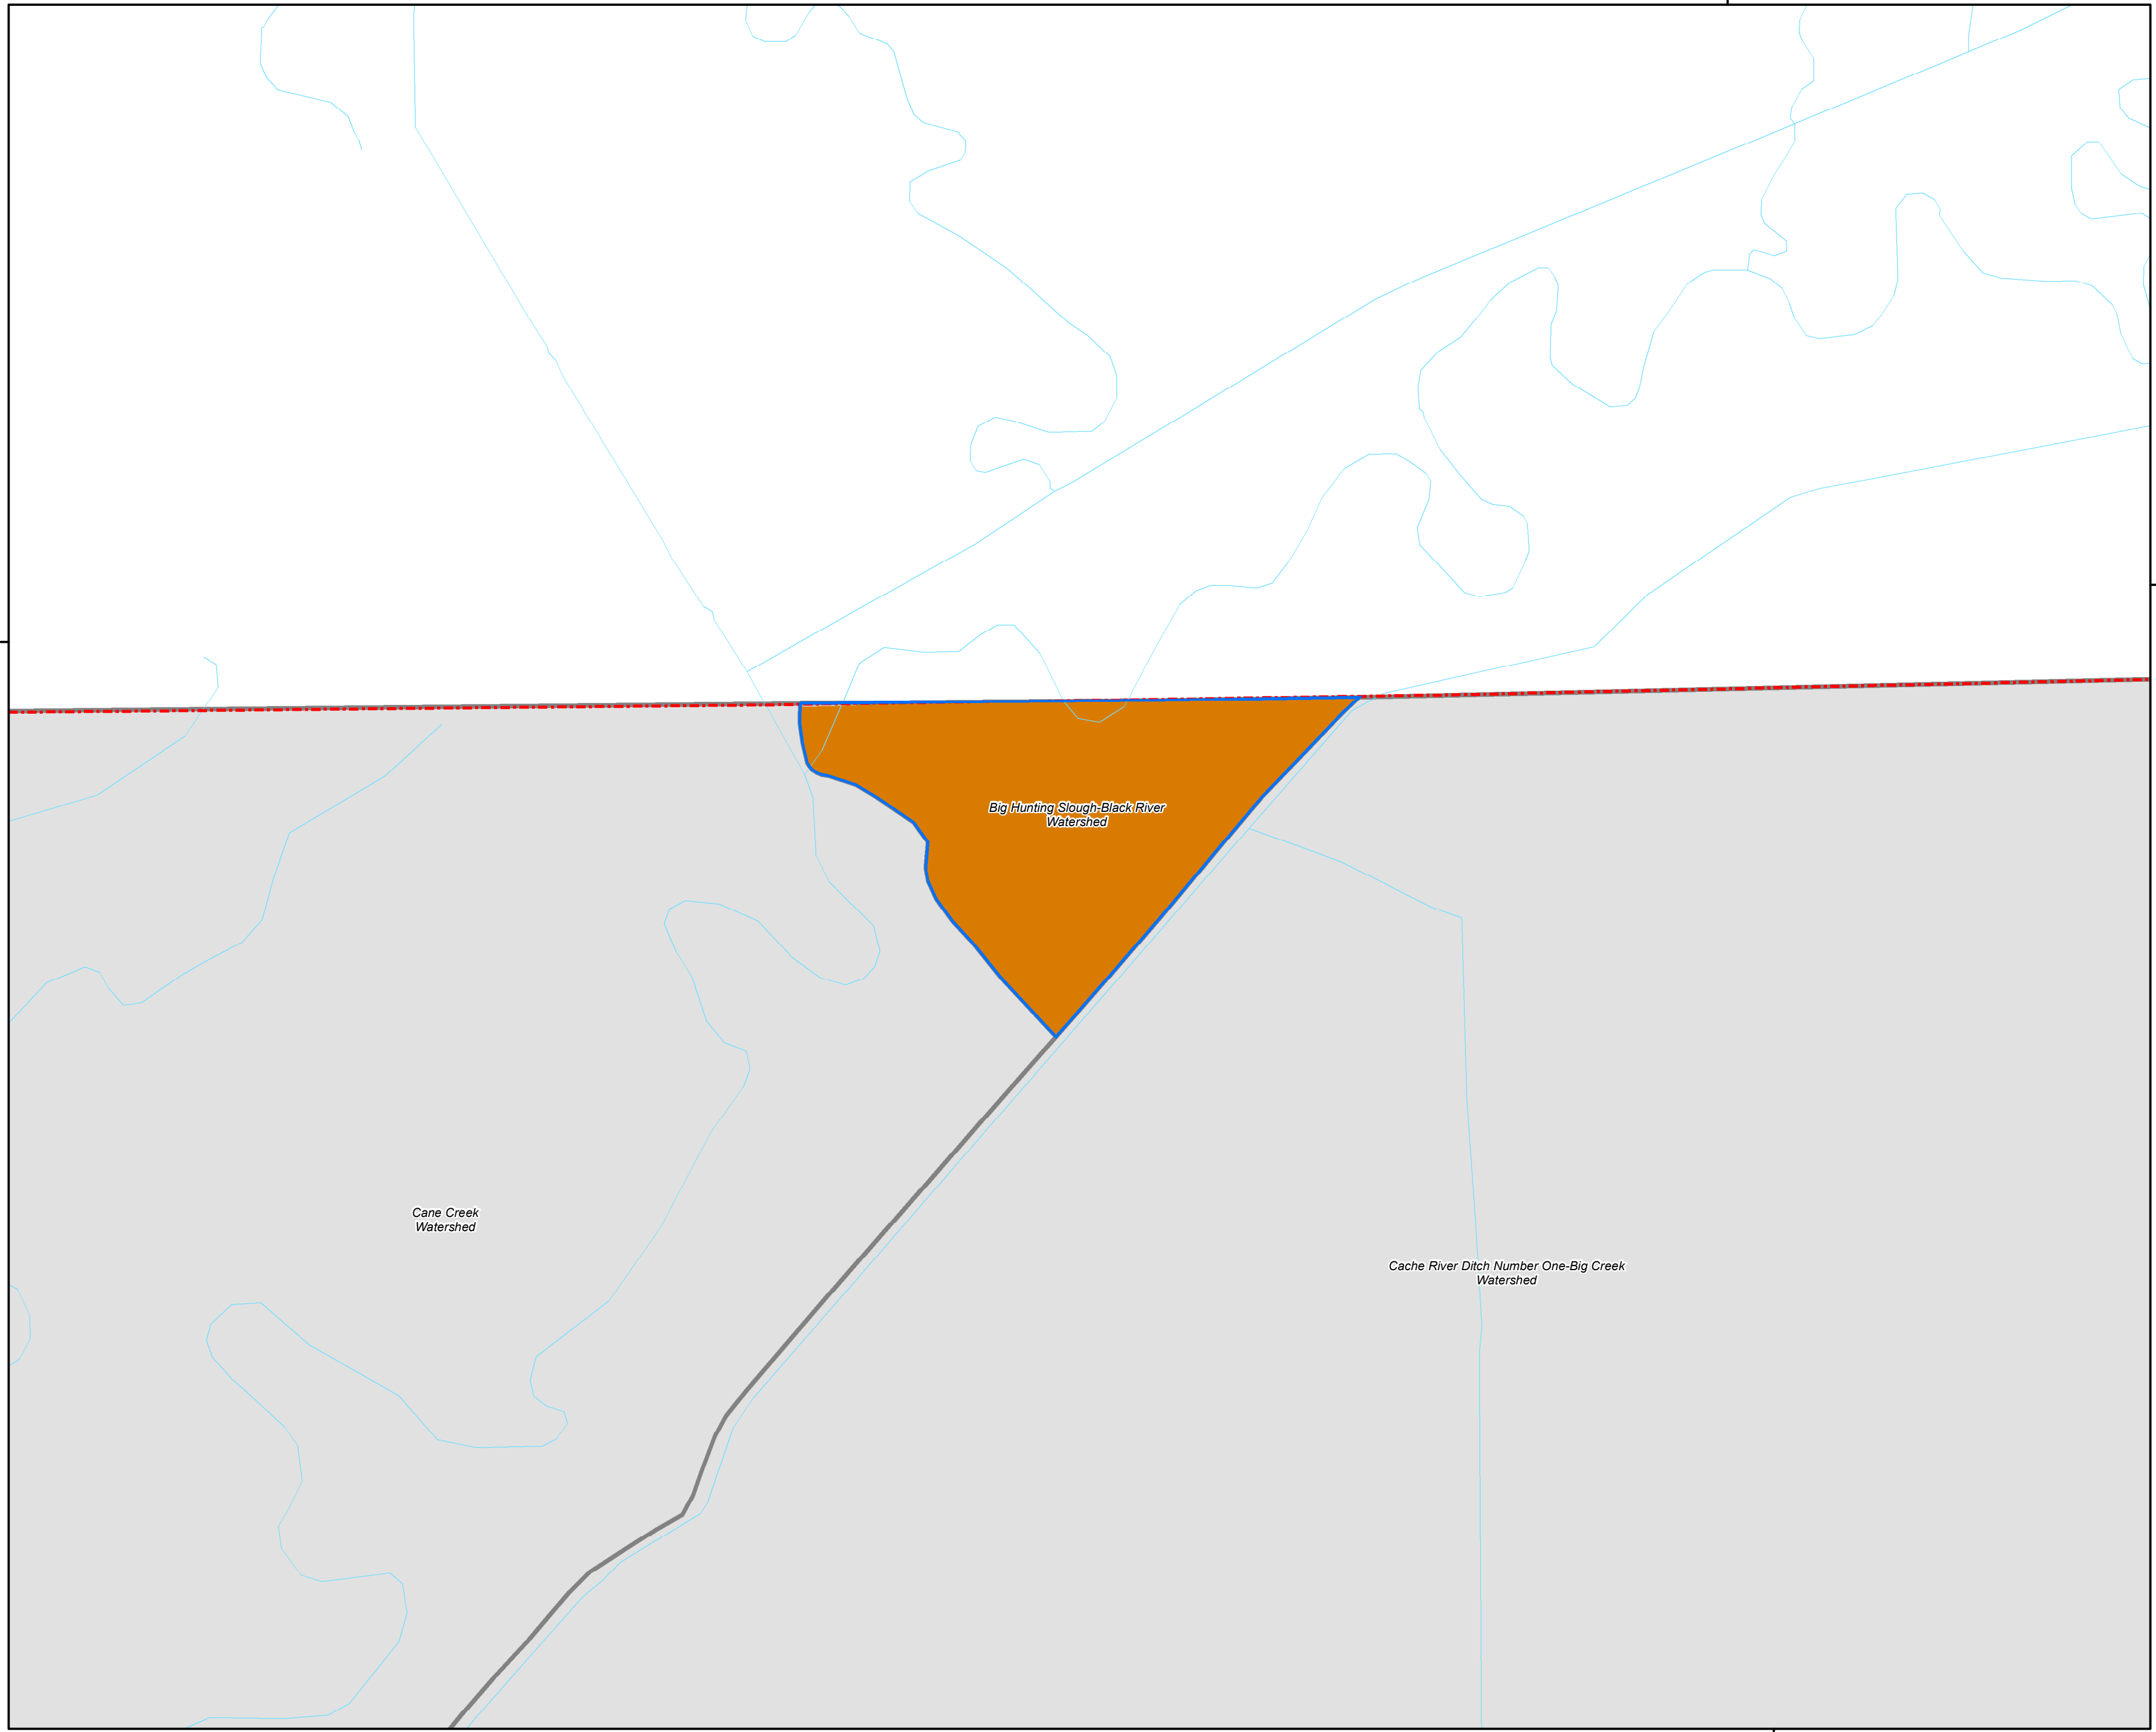 Big Hunting Slough-Black River
Watershed
Cane Creek
Watershed
Cache River Ditch Number One-Big Creek
Watershed